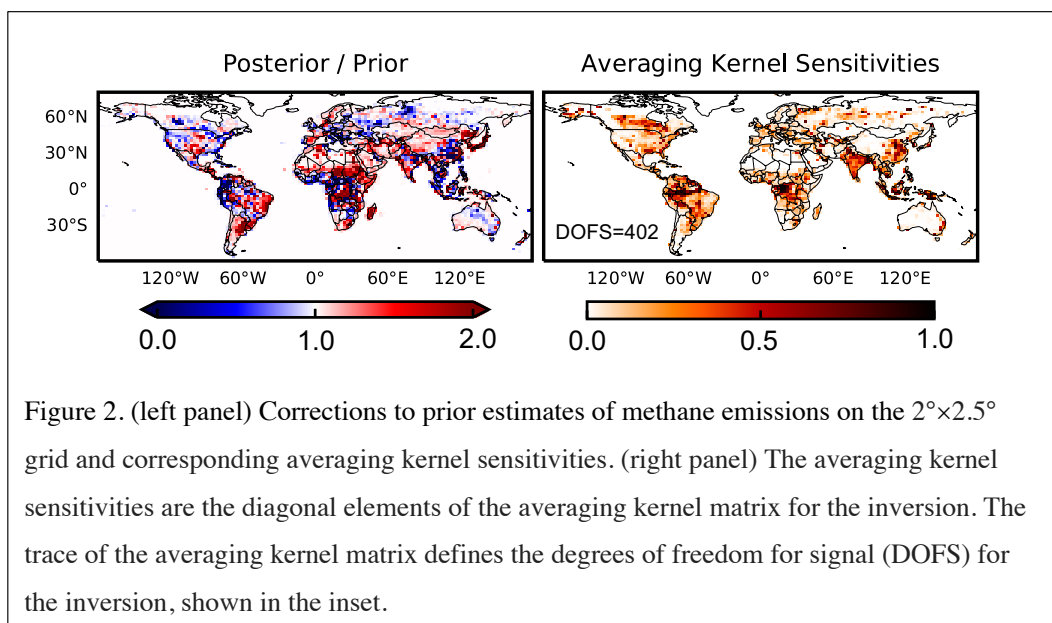 Posterior / Prior
Averaging Kernel Sensitivities
60°N
30°N
0°
30°S
DOFS=402
120°W 60°W 0° 60°E 120°E
120°W 60°W 0° 60°E 120°E
0.0 1.0 2.0
0.0 0.5 1.0
Figure 2. (left panel) Corrections to prior estimates of methane emissions on the 2°×2.5°
grid and corresponding averaging kernel sensitivities. (right panel) The averaging kernel
sensitivities are the diagonal elements of the averaging kernel matrix for the inversion. The
trace of the averaging kernel matrix defines the degrees of freedom for signal (DOFS) for
the inversion, shown in the inset.